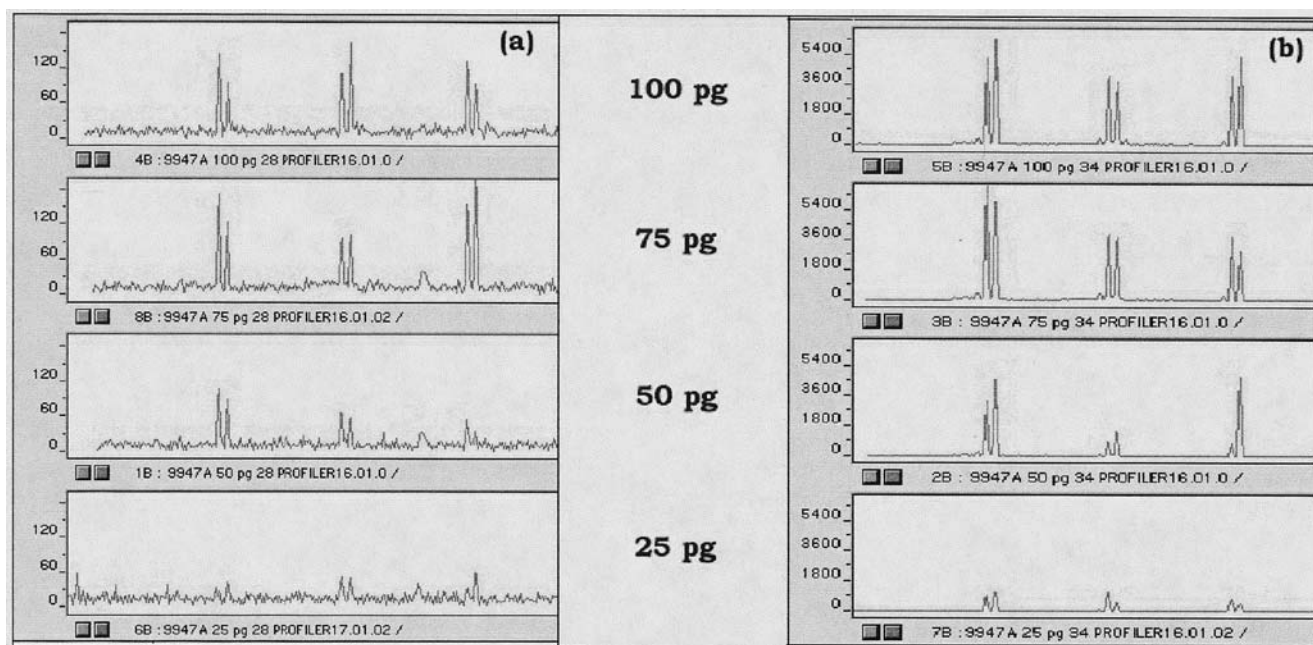 (a)
120
60
0
4B : 9947A 100 pg 28 PROFILER16.01.0 /
120
60
0
8B : 9947A 75 pg 28 PROFILER16.01.02 /
120
60
0
1B : 9947A 50 pg 28 PROFILER16.01.0 /
120
60
0
6B : 9947A 25 pg 28 PROFILER17.01.02 /
100 pg
75 pg
50 pg
25 pg
(b)
5400
3600
1800
0
5B : 9947A 100 pg 34 PROFILER16.01.0 /
5400
3600
1800
0
3B : 9947A 75 pg 34 PROFILER16.01.0 /
5400
3600
1800
0
2B : 9947A 50 pg 34 PROFILER16.01.0 /
5400
3600
1800
0
7B : 9947A 25 pg 34 PROFILER16.01.02 /